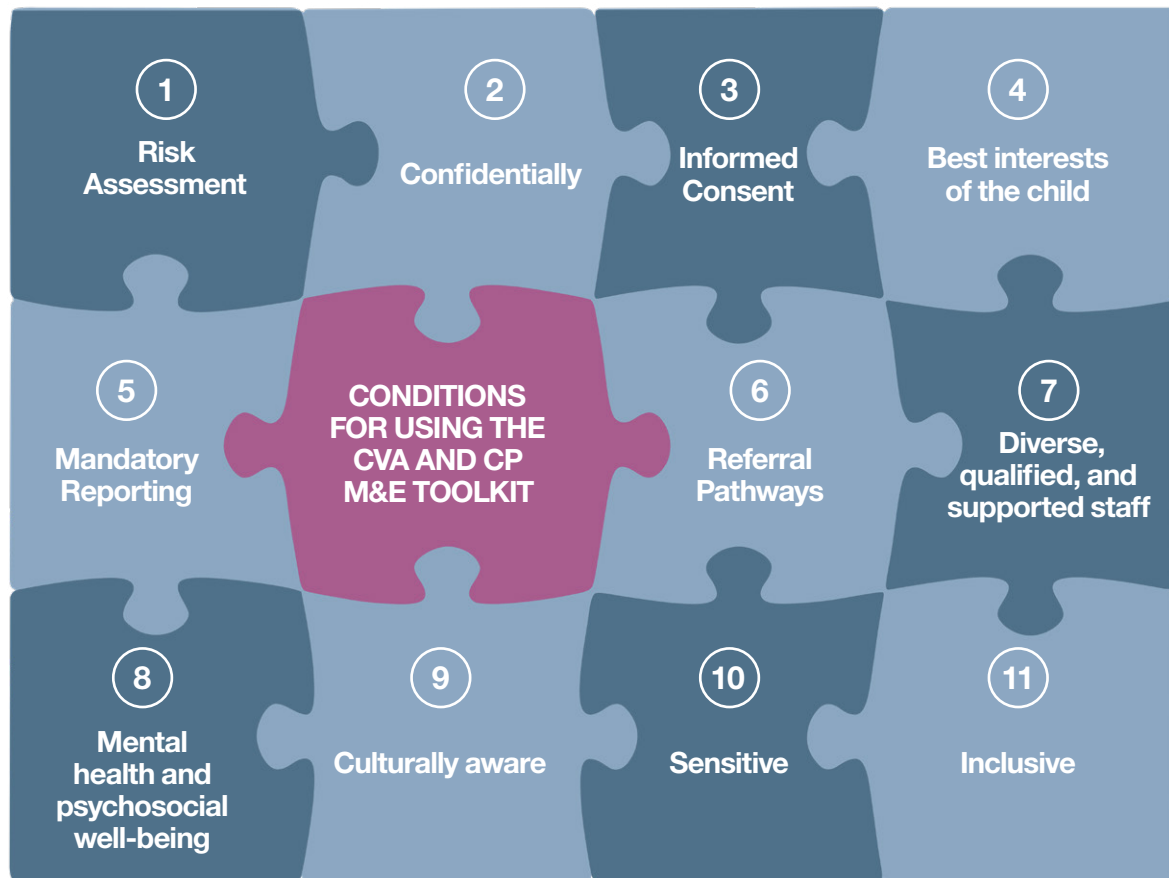 1
Risk
Assessment
2
Confidentially
3
Informed
Consent
4
Best interests
of the child
5
Mandatory
Reporting
CONDITIONS
FOR USING THE
CVA AND CP
M&E TOOLKIT
6
Referral
Pathways
7
Diverse,
qualified, and
supported staff
8
Mental
health and
psychosocial
well-being
9
Culturally aware
10
Sensitive
11
Inclusive